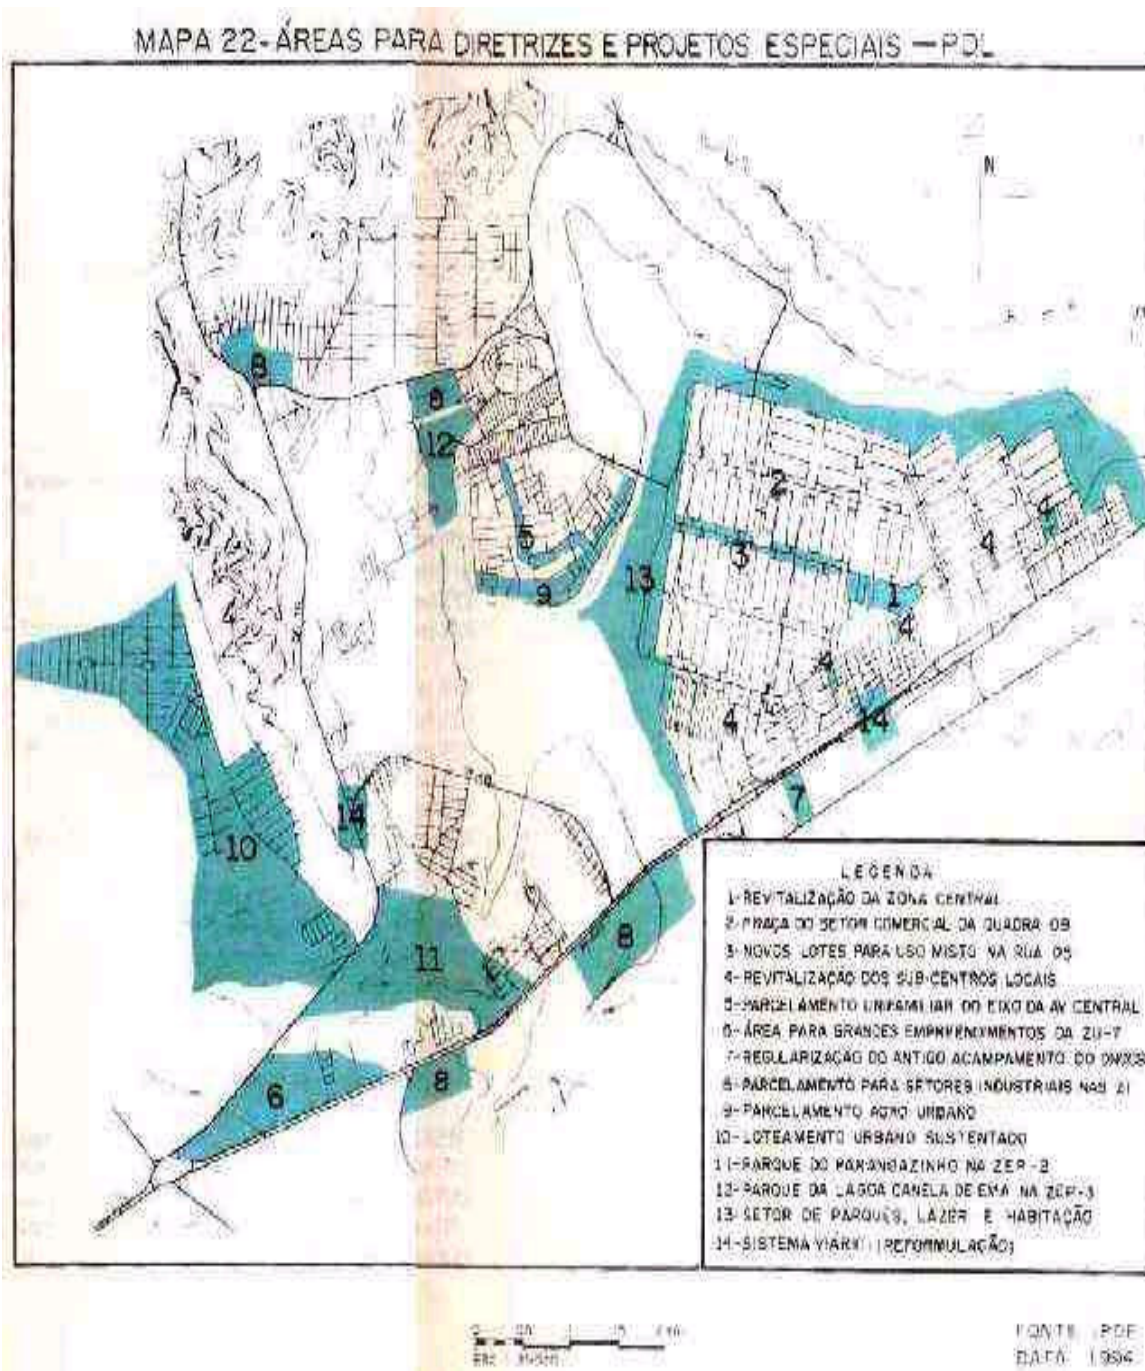 MAPA 22-ÁREAS PARA DIRETRIZES E PROJETOS ESPECIAIS — PDL
N
9
9
12
2
5
3
13
9
1
4
4
4
4
4
14
7
14
10
8
11
6
8
LEGENDA
1-REVITALIZAÇÃO DA ZONA CENTRAL
2-PRAÇA DO SETOR COMERCIAL DA QUADRA 09
3-NOVOS LOTES PARA USO MISTO NA RUA 05
4-REVITALIZAÇÃO DOS SUB-CENTROS LOCAIS
5-PARCELAMENTO UNIFAMILIAR DO EIXO DA AV CENTRAL
6-ÁREA PARA GRANDES EMPREENDIMENTOS DA ZU-7
7-REGULARIZAÇÃO DO ANTIGO ACAMPAMENTO DO
8-PARCELAMENTO PARA SETORES INDUSTRIAIS NAS ZI
9-PARCELAMENTO AGRO URBANO
10-LOTEAMENTO URBANO SUSTENTADO
11-PARQUE DO PARANOAZINHO NA ZEP-2
12-PARQUE DA LAGOA CANELA DE EMA NA ZEP-3
13-SETOR DE PARQUES, LAZER E HABITAÇÃO
14-SISTEMA VIÁRIO (REFORMULAÇÃO)
FONTE
DATA